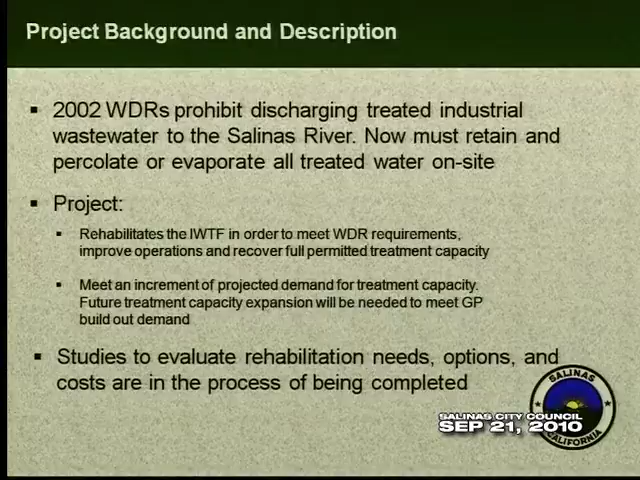 Project Background and Description
▪ 2002 WDRs prohibit discharging treated industrial
wastewater to the Salinas River. Now must retain and
percolate or evaporate all treated water on-site
▪ Project:
▪ Rehabilitates the IWTF in order to meet WDR requirements,
improve operations and recover full permitted treatment capacity
▪ Meet an increment of projected demand for treatment capacity.
Future treatment capacity expansion will be needed to meet GP
build out demand
▪ Studies to evaluate rehabilitation needs, options, and
costs are in the process of being completed
SALINAS
CALIFORNIA
SALINAS CITY COUNCIL
SEP 21, 2010